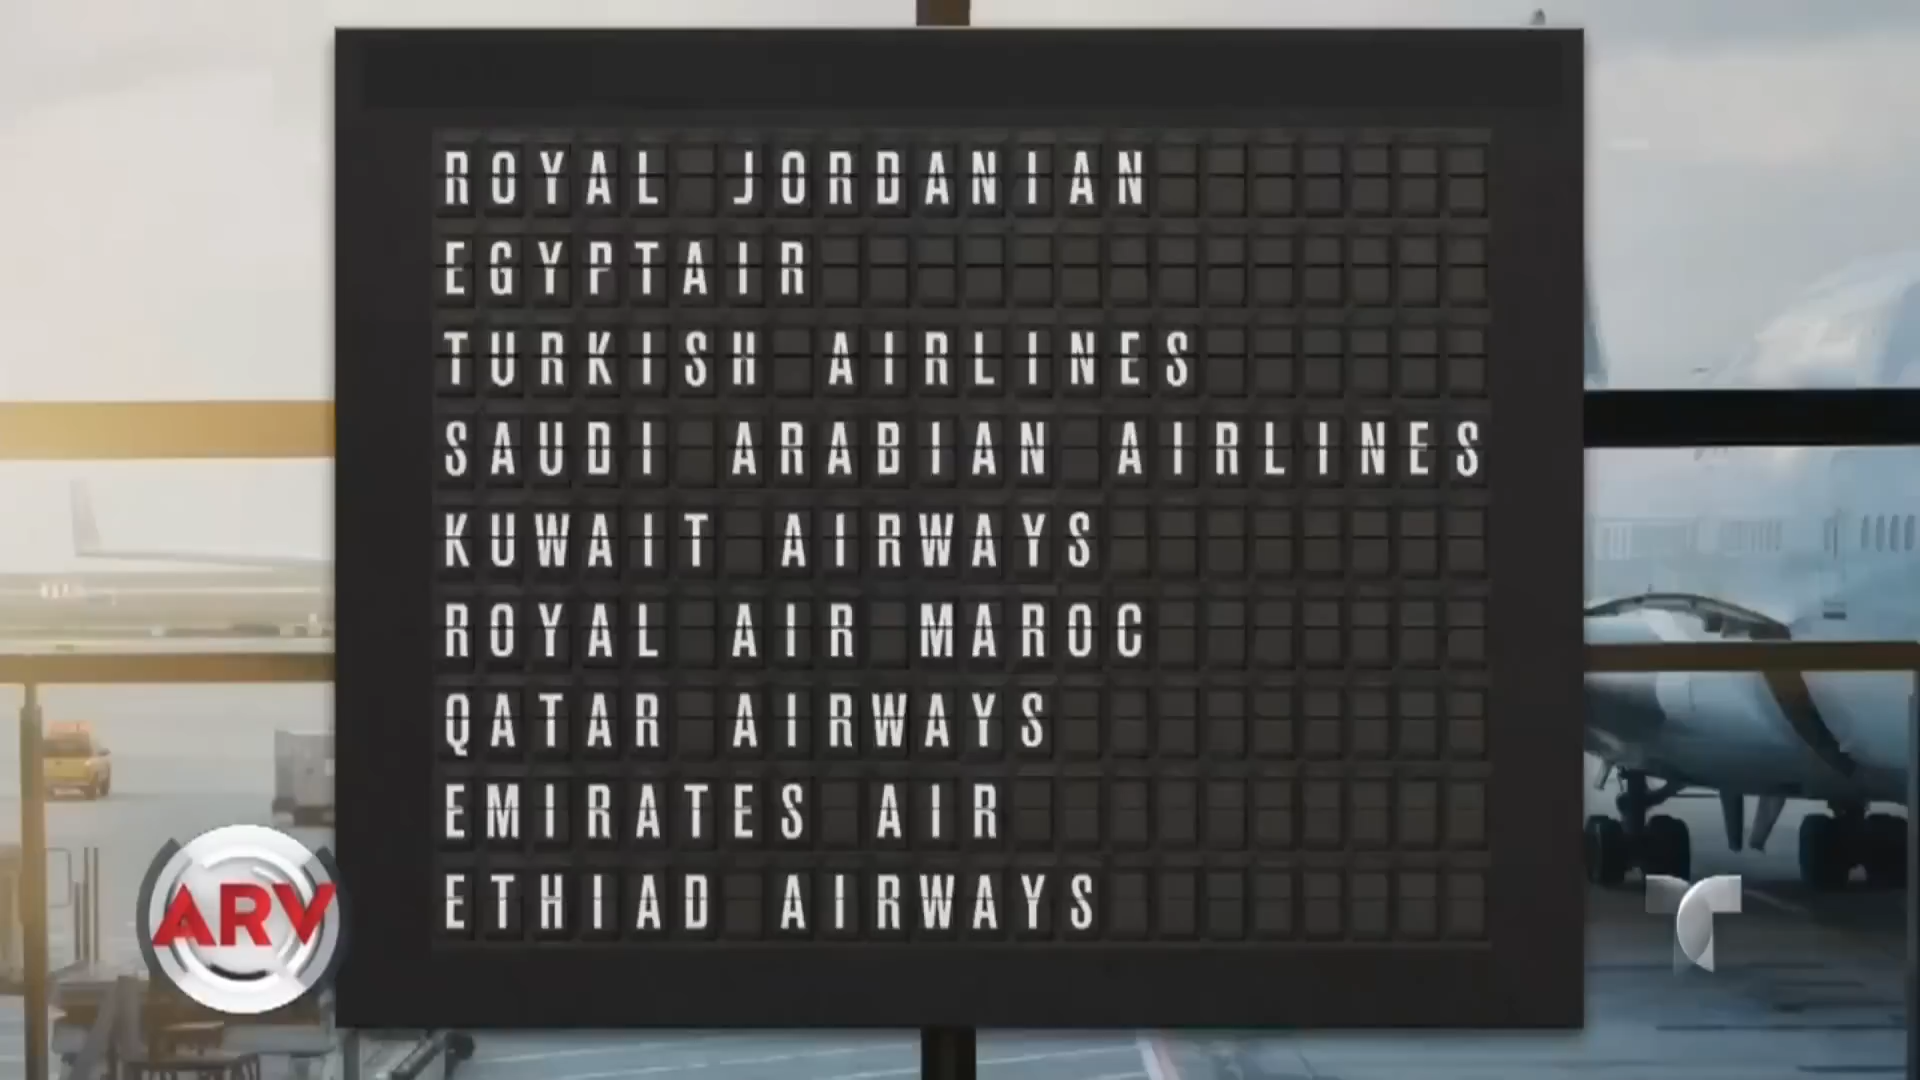 ROYAL JORDANIAN
EGYPTAIR
TURKISH AIRLINES
SAUDI ARABIAN AIRLINES
KUWAIT AIRWAYS
ROYAL AIR MAROC
QATAR AIRWAYS
EMIRATES AIR
ETHIAD AIRWAYS
ARV